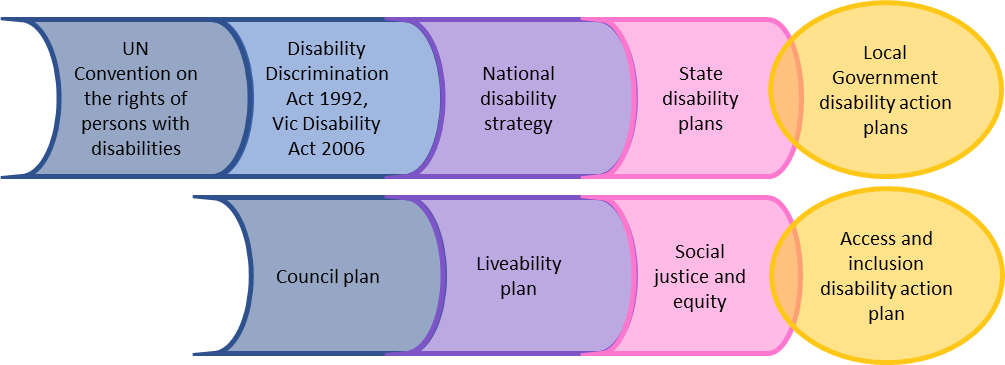 UN
Convention on
the rights of
persons with
disabilities
Disability
Discrimination
Act 1992,
Vic Disability
Act 2006
National
disability
strategy
State
disability
plans
Local
Government
disability action
plans
Council plan
Liveability
plan
Social
justice and
equity
Access and
inclusion
disability action
plan